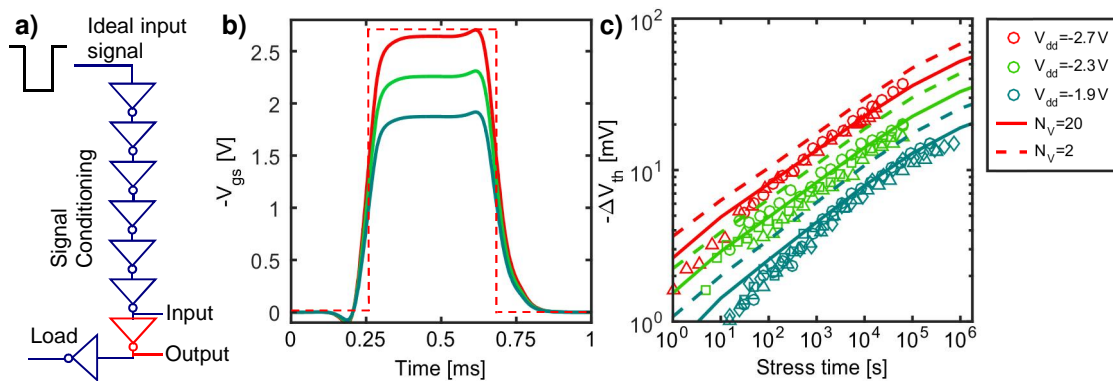 a)
Ideal input
signal
Signal
Conditioning
Input
Load
Output
b)
-V_gs [V]
2.5
2
1.5
1
0.5
0
0
0.25
0.5
0.75
1
Time [ms]
c)
-ΔV_th [mV]
10^2
10^1
10^0
10^0
10^1
10^2
10^3
10^4
10^5
10^6
Stress time [s]
V_dd=-2.7V
V_dd=-2.3V
V_dd=-1.9V
N_V=20
N_V=2